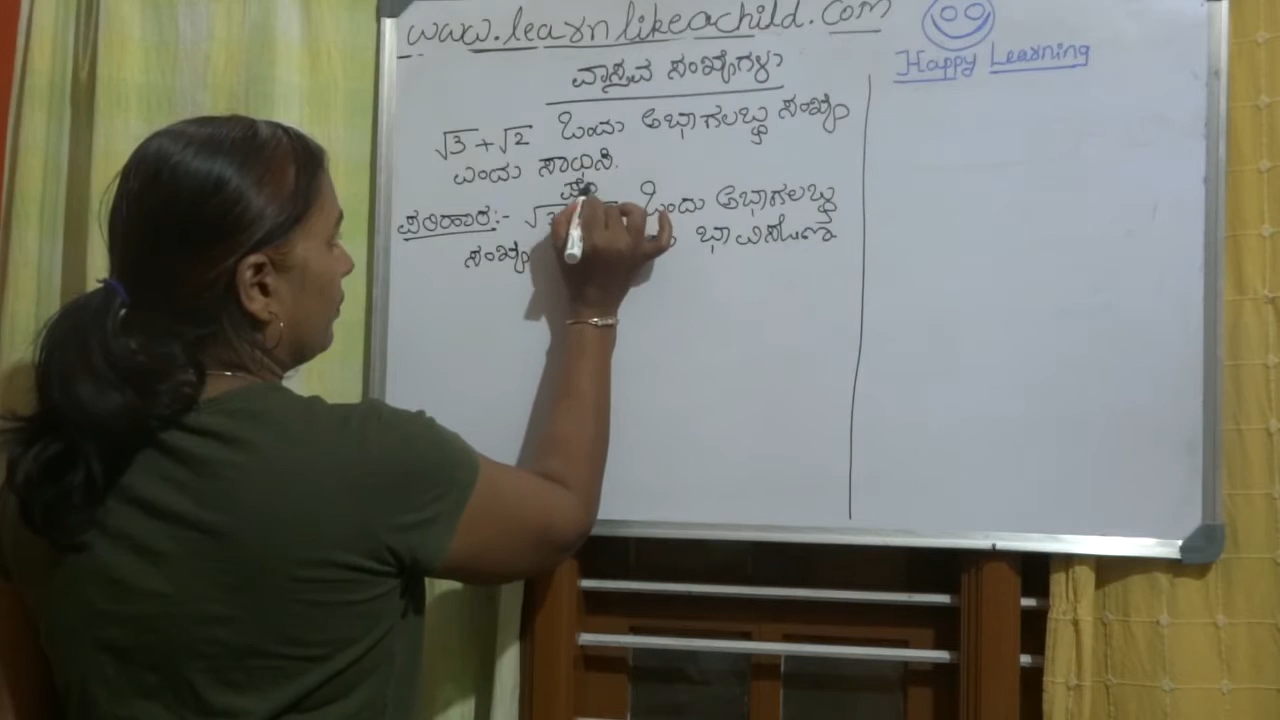 www.learnlikeachild.com
ವಾಸ್ತವ ಸಂಖ್ಯೆಗಳು
√3 + √2 ಒಂದು ಅಭಾಗಲಬ್ಧ ಸಂಖ್ಯೆ
ಎಂದು ಸಾಧಿಸಿ.
ಪರಿಹಾರ:- ಒಂದು ಅಭಾಗಲಬ್ಧ
ಸಂಖ್ಯೆ ಭಾವಿಸೋಣ
Happy Learning